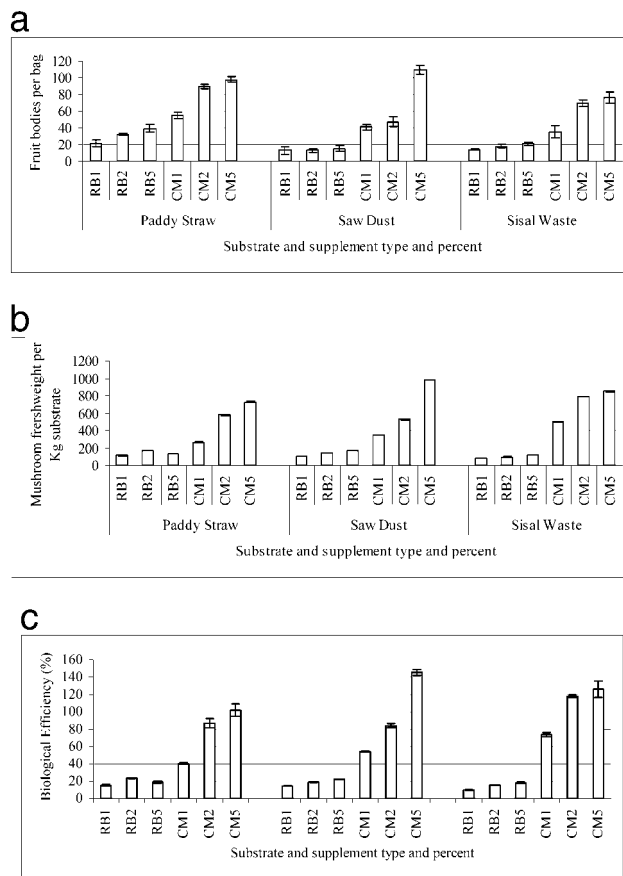 a
Fruit bodies per bag
120
100
80
60
40
20
0
RB1 RB2 RB5 CM1 CM2 CM5 RB1 RB2 RB5 CM1 CM2 CM5 RB1 RB2 RB5 CM1 CM2 CM5
Paddy Straw Saw Dust Sisal Waste
Substrate and supplement type and percent
b
Mushroom frershweight per
Kg substrate
1200
1000
800
600
400
200
0
RB1 RB2 RB5 CM1 CM2 CM5 RB1 RB2 RB5 CM1 CM2 CM5 RB1 RB2 RB5 CM1 CM2 CM5
Paddy Straw Saw Dust Sisal Waste
Substrate and supplement type and percent
c
Biological Efficiency (%)
160
140
120
100
80
60
40
20
0
RB1 RB2 RB5 CM1 CM2 CM5 RB1 RB2 RB5 CM1 CM2 CM5 RB1 RB2 RB5 CM1 CM2 CM5
Substrate and supplement type and percent